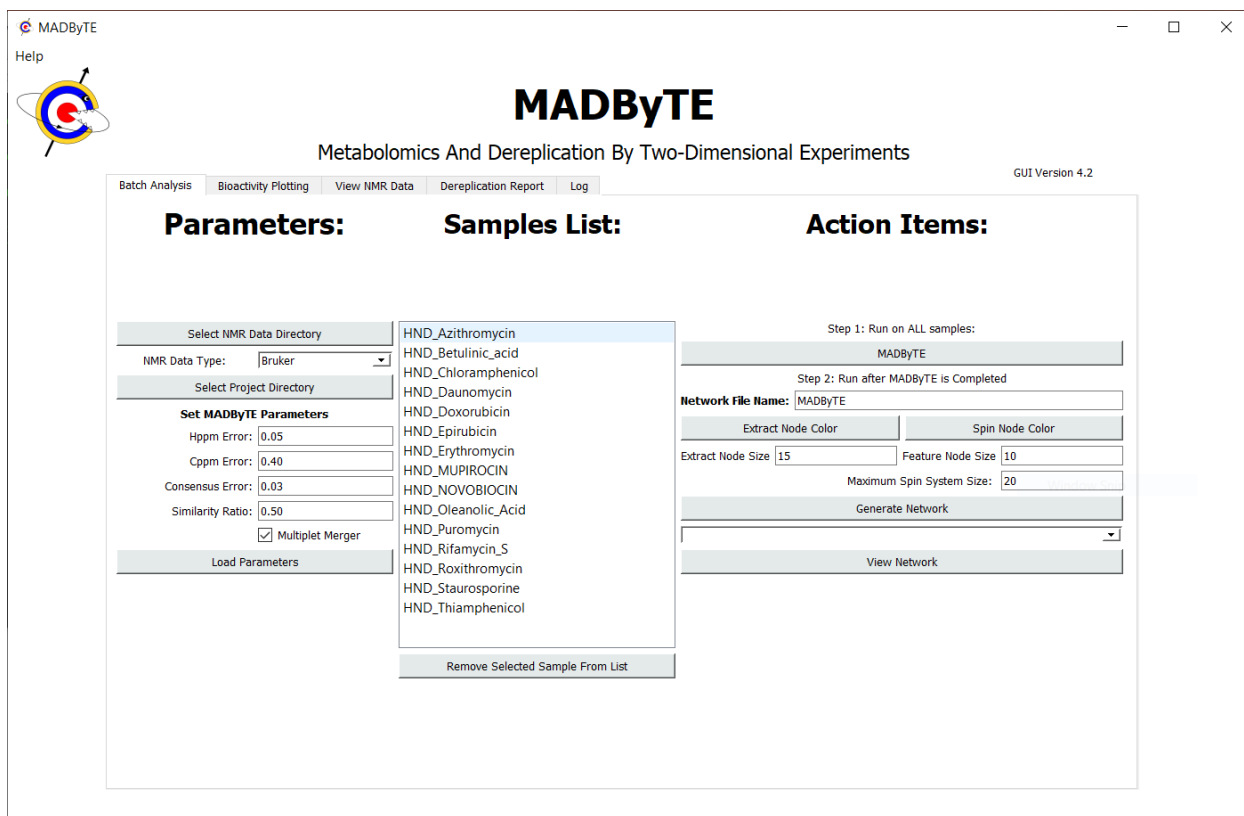 MADByTE
Help
MADByTE
Metabolomics And Dereplication By Two-Dimensional Experiments
GUI Version 4.2
Batch Analysis
Bioactivity Plotting
View NMR Data
Dereplication Report
Log
Parameters:
Select NMR Data Directory
NMR Data Type: Bruker
Select Project Directory
Set MADByTE Parameters
Hppm Error: 0.05
Cppm Error: 0.40
Consensus Error: 0.03
Similarity Ratio: 0.50
Multiplet Merger
Load Parameters
Samples List:
HND_Azithromycin
HND_Betulinic_acid
HND_Chloramphenicol
HND_Daunomycin
HND_Doxorubicin
HND_Epirubicin
HND_Erythromycin
HND_MUPIROCIN
HND_NOVOBIOCIN
HND_Oleanolic_Acid
HND_Puromycin
HND_Rifamycin_S
HND_Roxithromycin
HND_Staurosporine
HND_Thiamphenicol
Remove Selected Sample From List
Action Items:
Step 1: Run on ALL samples:
MADByTE
Step 2: Run after MADByTE is Completed
Network File Name: MADByTE
Extract Node Color
Spin Node Color
Extract Node Size 15
Feature Node Size 10
Maximum Spin System Size: 20
Generate Network
View Network